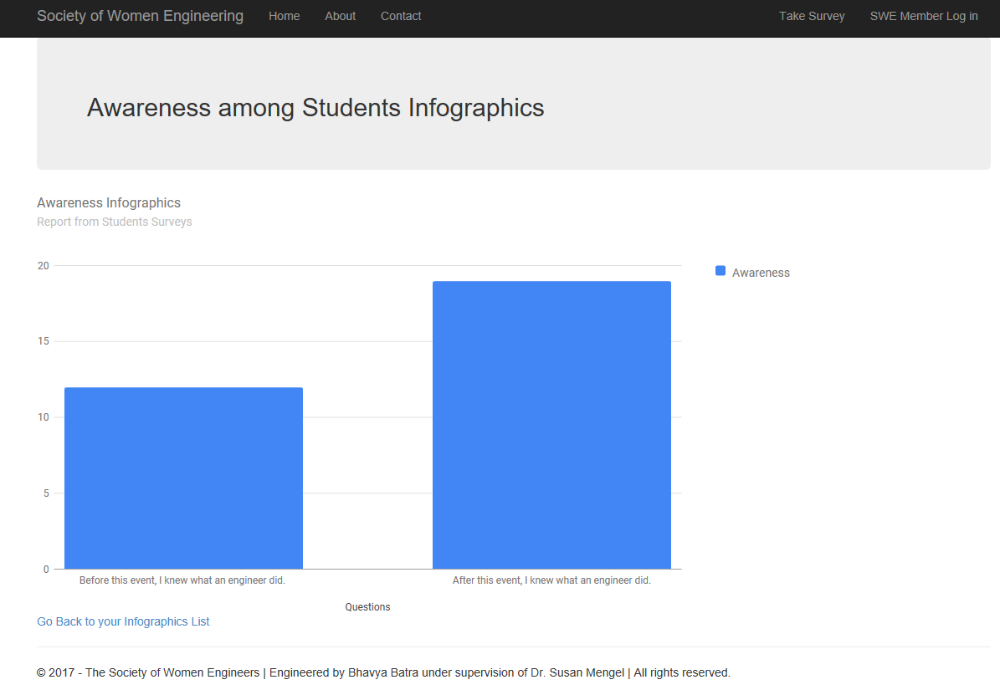 Society of Women Engineering Home About Contact Take Survey SWE Member Log in
Awareness among Students Infographics
Awareness Infographics
Report from Students Surveys
20
15
10
5
0
Awareness
Before this event, I knew what an engineer did. After this event, I knew what an engineer did.
Questions
Go Back to your Infographics List
© 2017 - The Society of Women Engineers | Engineered by Bhavya Batra under supervision of Dr. Susan Mengel | All rights reserved.